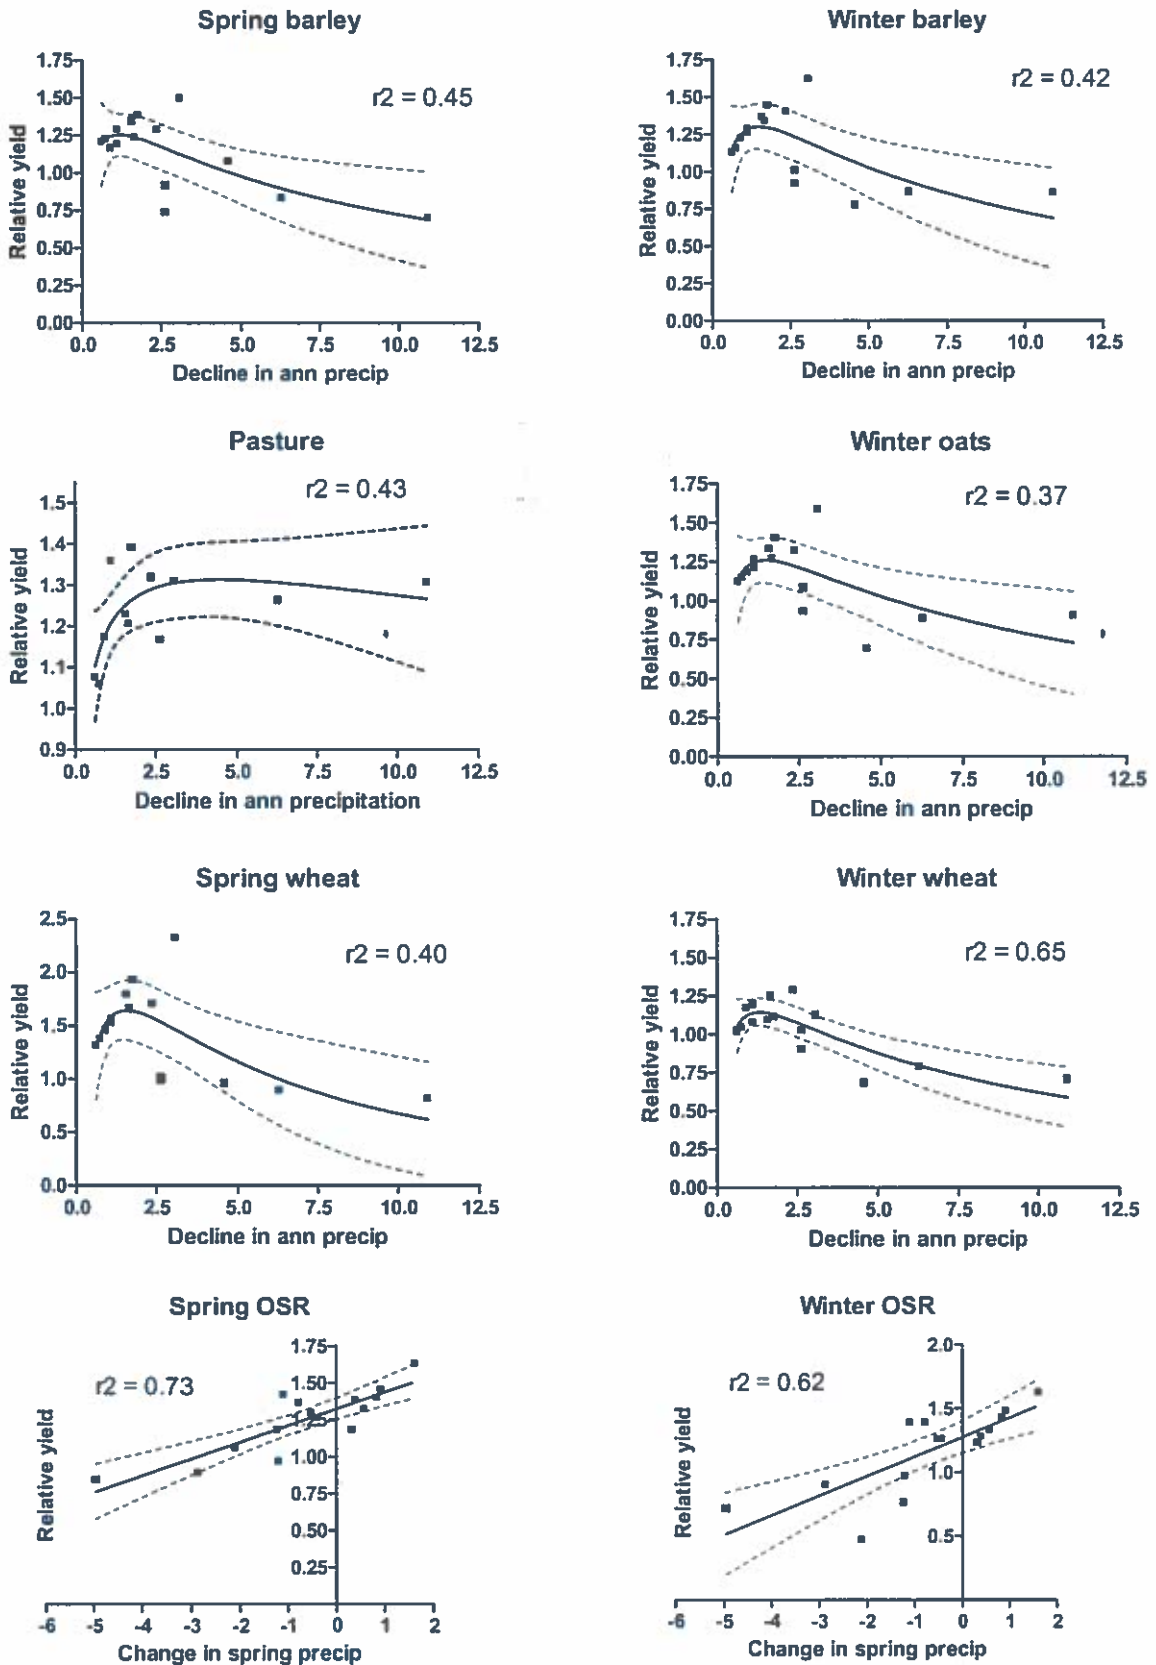 Spring barley
1.75
1.50
1.25
1.00
0.75
0.50
0.25
0.00
Relative yield
r2 = 0.45
0.0 2.5 5.0 7.5 10.0 12.5
Decline in ann precip
Winter barley
1.75
1.50
1.25
1.00
0.75
0.50
0.25
0.00
Relative yield
r2 = 0.42
0.0 2.5 5.0 7.5 10.0 12.5
Decline in ann precip
Pasture
1.5
1.4
1.3
1.2
1.1
1.0
0.9
Relative yield
r2 = 0.43
0.0 2.5 5.0 7.5 10.0 12.5
Decline in ann precipitation
Winter oats
1.75
1.50
1.25
1.00
0.75
0.50
0.25
0.00
Relative yield
r2 = 0.37
0.0 2.5 5.0 7.5 10.0 12.5
Decline in ann precip
Spring wheat
2.5
2.0
1.5
1.0
0.5
0.0
Relative yield
r2 = 0.40
0.0 2.5 5.0 7.5 10.0 12.5
Decline in ann precip
Winter wheat
1.75
1.50
1.25
1.00
0.75
0.50
0.25
0.00
Relative yield
r2 = 0.65
0.0 2.5 5.0 7.5 10.0 12.5
Decline in ann precip
Spring OSR
1.75
1.50
1.25
1.00
0.75
0.50
0.25
Relative yield
r2 = 0.73
-6 -5 -4 -3 -2 -1 0 1 2
Change in spring precip
Winter OSR
2.0
1.5
1.0
0.5
Relative yield
r2 = 0.62
-6 -5 -4 -3 -2 -1 0 1 2
Change in spring precip